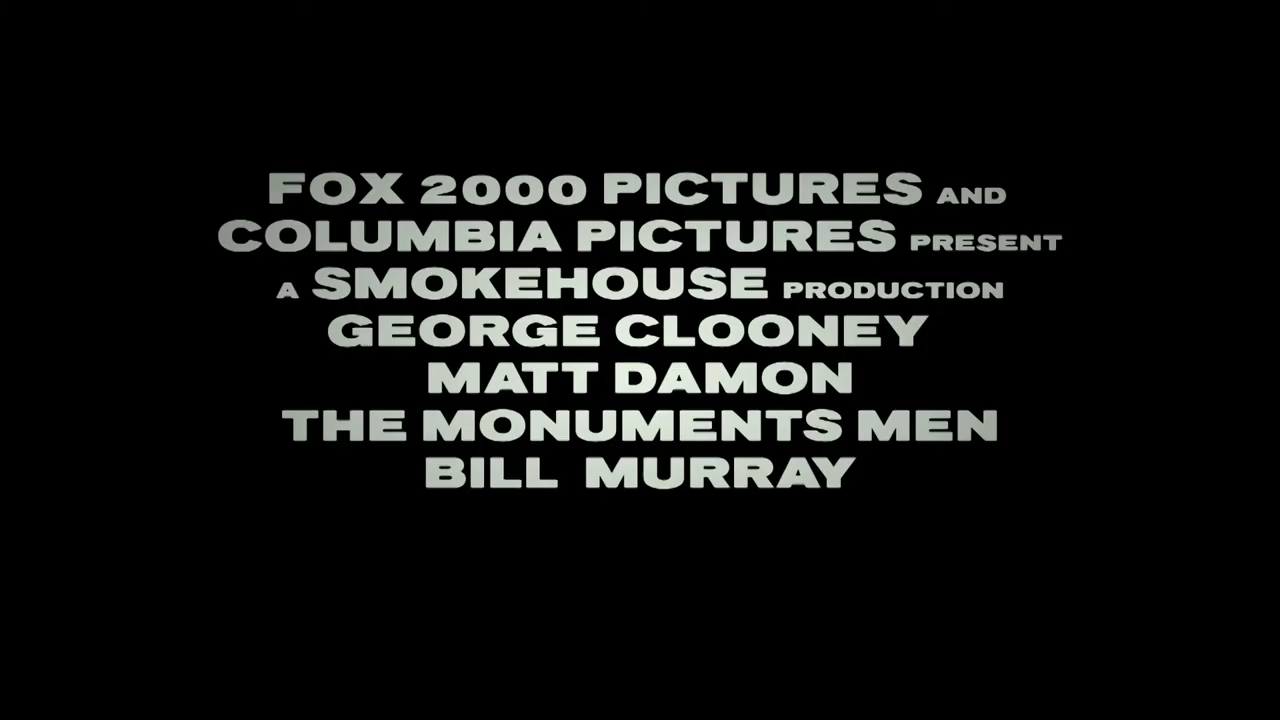 FOX 2000 PICTURES AND
COLUMBIA PICTURES PRESENT
A SMOKEHOUSE PRODUCTION
GEORGE CLOONEY
MATT DAMON
THE MONUMENTS MEN
BILL MURRAY